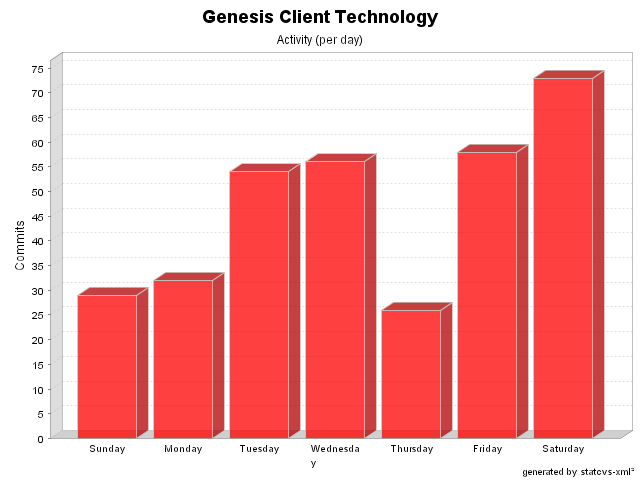 Genesis Client Technology
Activity (per day)
75
70
65
60
55
50
45
40
35
30
25
20
15
10
5
0
Commits
Sunday
Monday
Tuesday
Wednesda
y
Thursday
Friday
Saturday
generated by statcvs-xml²